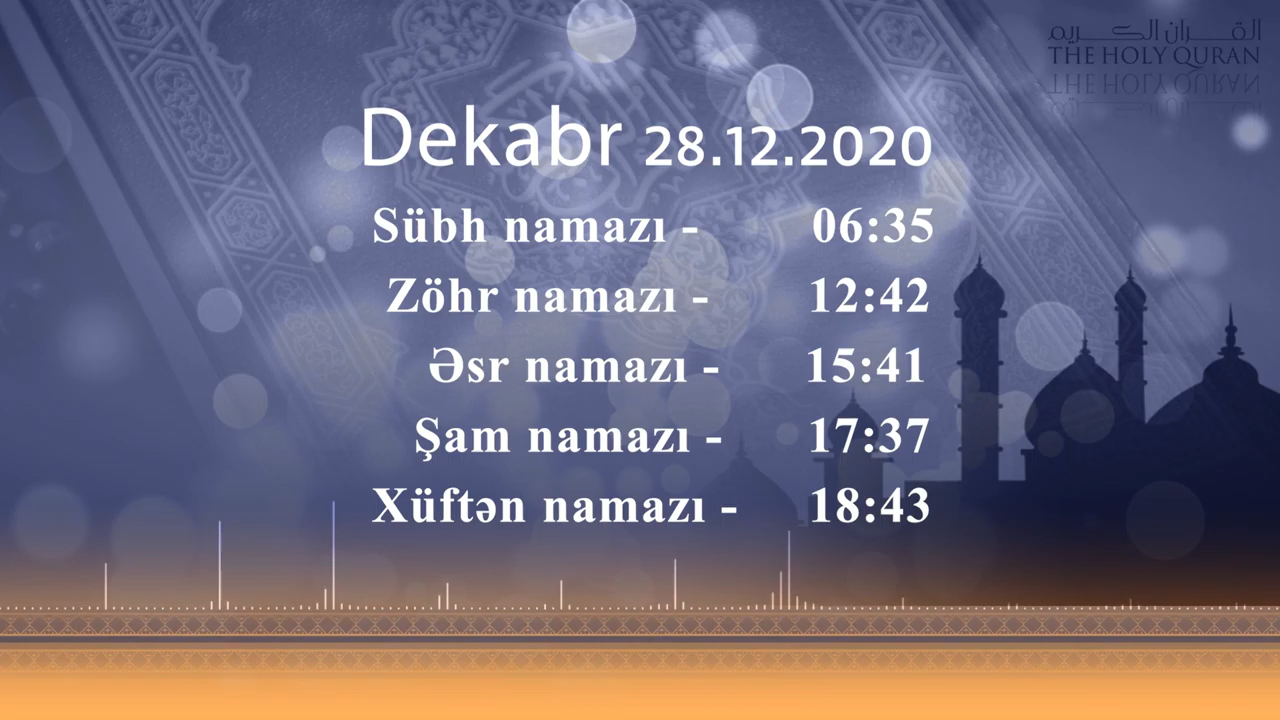 القرآن الكريم
THE HOLY QURAN
Dekabr 28.12.2020
Sübh namazı - 06:35
Zöhr namazı - 12:42
Əsr namazı - 15:41
Şam namazı - 17:37
Xüftən namazı - 18:43